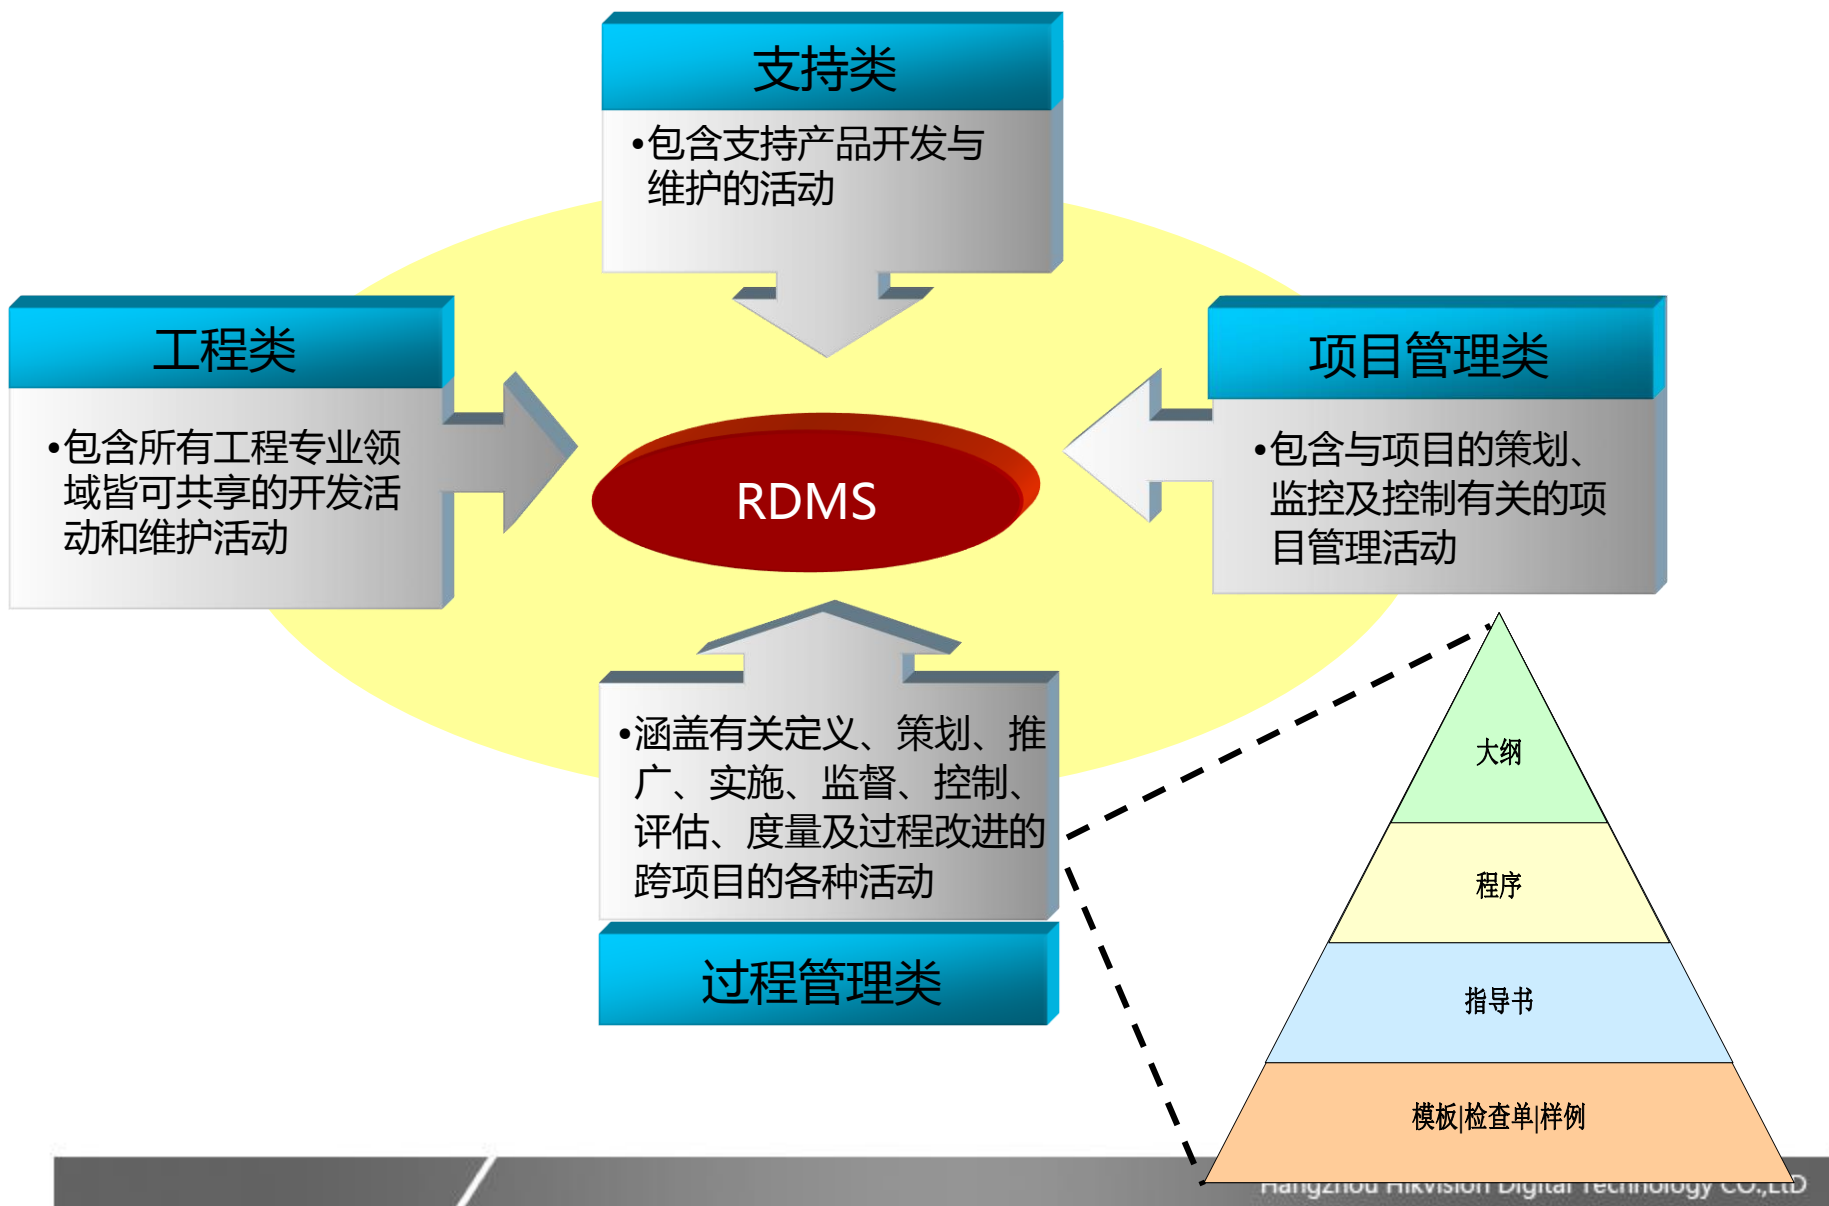 支持类
•包含支持产品开发与
维护的活动
工程类
•包含所有工程专业领
域皆可共享的开发活
动和维护活动
项目管理类
•包含与项目的策划、
监控及控制有关的项
目管理活动
RDMS
•涵盖有关定义、策划、推
广、实施、监督、控制、
评估、度量及过程改进的
跨项目的各种活动
过程管理类
大纲
程序
指导书
模板|检查单|样例
Hangzhou Hikvision Digital Technology CO.,LtD